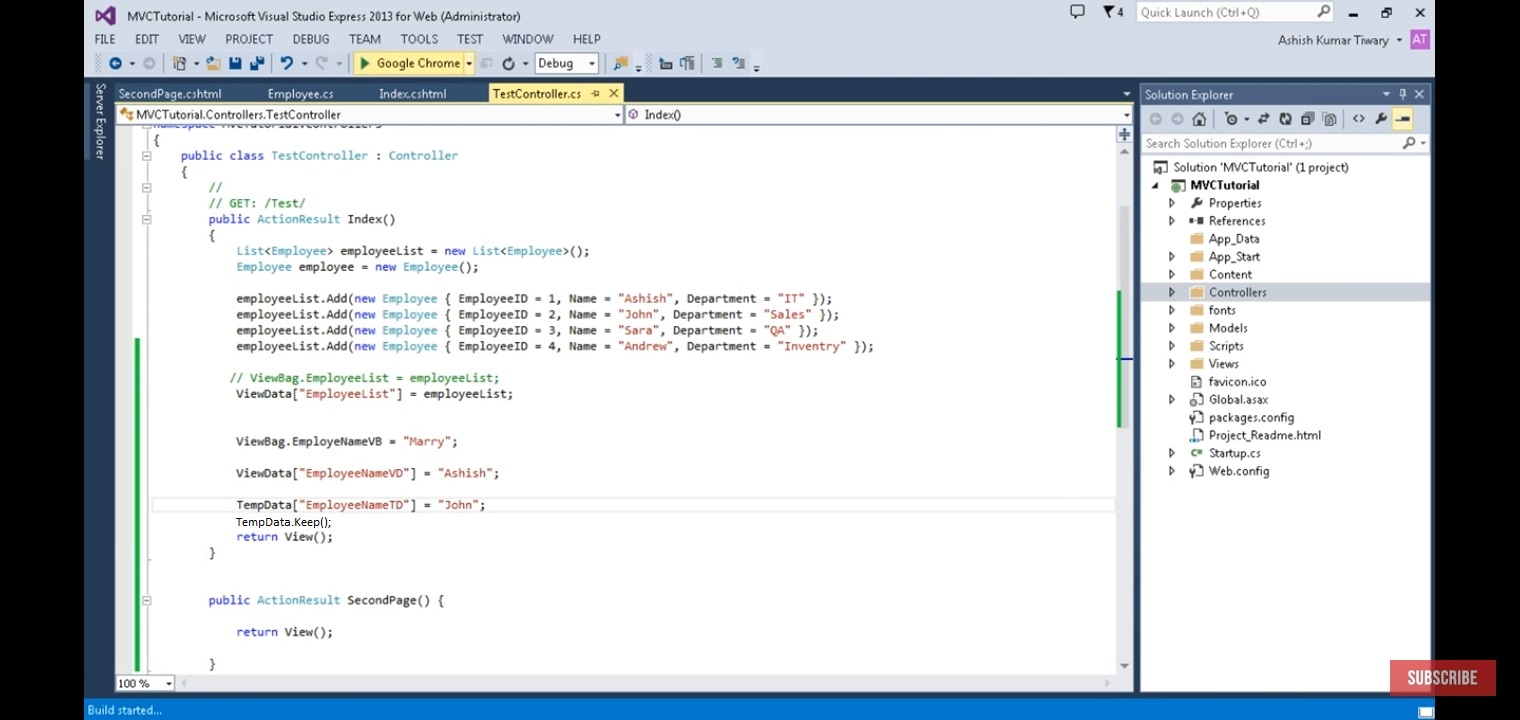 MVCTutorial - Microsoft Visual Studio Express 2013 for Web (Administrator)
4
Quick Launch (Ctrl+Q)
FILE EDIT VIEW PROJECT DEBUG TEAM TOOLS TEST WINDOW HELP
Ashish Kumar Tiwary AT
Google Chrome Debug
Server Explorer
SecondPage.cshtml Employee.cs Index.cshtml TestController.cs
MVCTutorial.Controllers.TestController Index()
namespace MVCTutorial.Controllers
{
public class TestController : Controller
{
//
// GET: /Test/
public ActionResult Index()
{
List<Employee> employeeList = new List<Employee>();
Employee employee = new Employee();
employeeList.Add(new Employee { EmployeeID = 1, Name = "Ashish", Department = "IT" });
employeeList.Add(new Employee { EmployeeID = 2, Name = "John", Department = "Sales" });
employeeList.Add(new Employee { EmployeeID = 3, Name = "Sara", Department = "QA" });
employeeList.Add(new Employee { EmployeeID = 4, Name = "Andrew", Department = "Inventry" });
// ViewBag.EmployeeList = employeeList;
ViewData["EmployeeList"] = employeeList;
ViewBag.EmployeNameVB = "Marry";
ViewData["EmployeeNameVD"] = "Ashish";
TempData["EmployeeNameTD"] = "John";
TempData.Keep();
return View();
}
public ActionResult SecondPage() {
return View();
}
100 %
Solution Explorer
Search Solution Explorer (Ctrl+;)
Solution 'MVCTutorial' (1 project)
MVCTutorial
Properties
References
App_Data
App_Start
Content
Controllers
fonts
Models
Scripts
Views
favicon.ico
Global.asax
packages.config
Project_Readme.html
Startup.cs
Web.config
SUBSCRIBE
Build started...